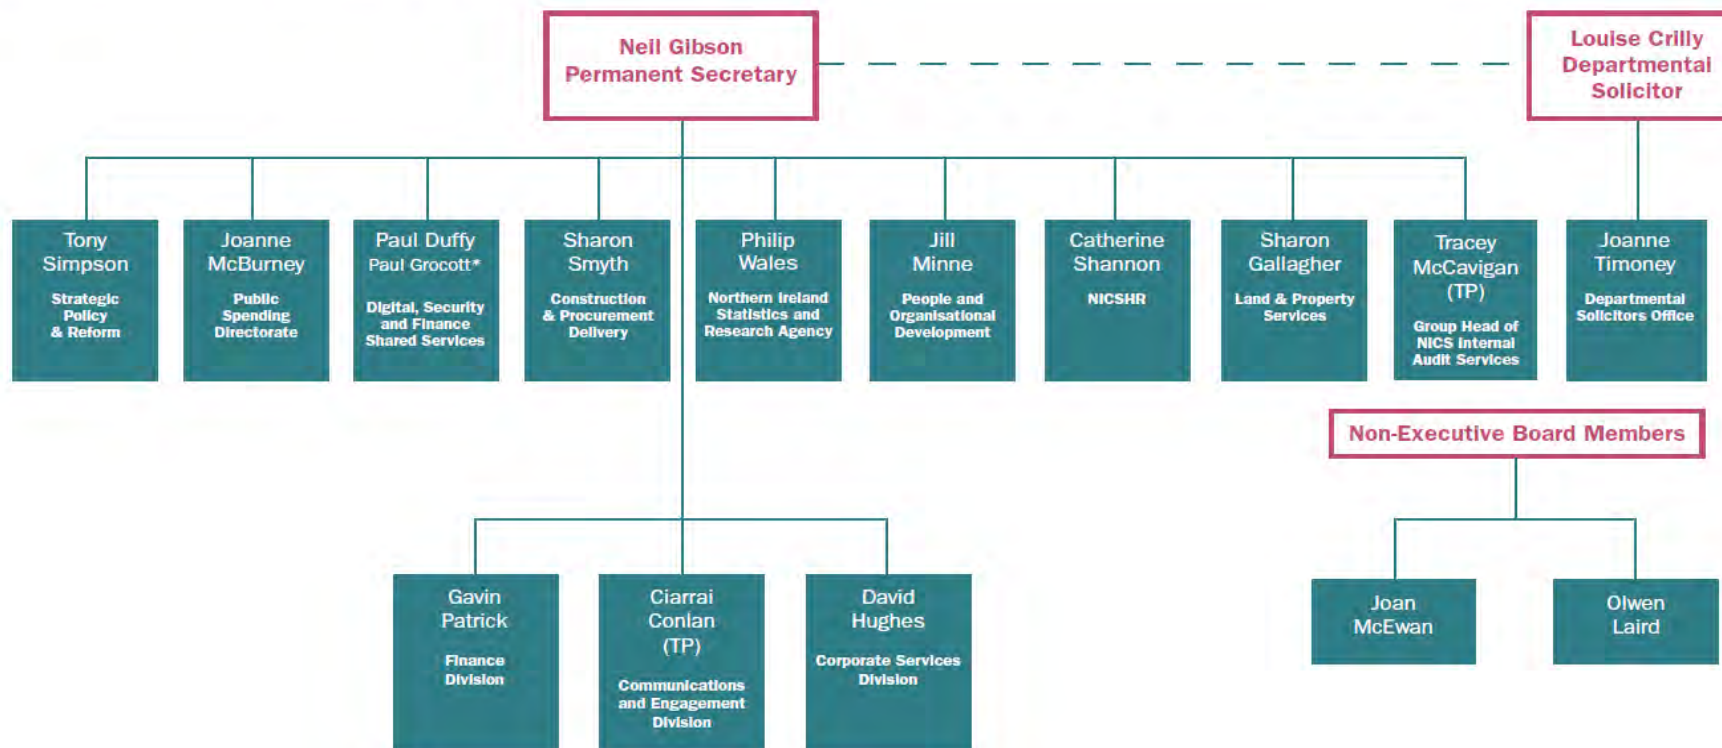 Neil Gibson
Permanent Secretary
Louise Crilly
Departmental
Solicitor
Tony
Simpson
Strategic
Policy
& Reform
Joanne
McBurney
Public
Spending
Directorate
Paul Duffy
Paul Grocott*
Digital, Security
and Finance
Shared Services
Sharon
Smyth
Construction
& Procurement
Delivery
Philip
Wales
Northern Ireland
Statistics and
Research Agency
Jill
Minne
People and
Organisational
Development
Catherine
Shannon
NICSHR
Sharon
Gallagher
Land & Property
Services
Tracey
McCavigan
(TP)
Group Head of
NICS Internal
Audit Services
Joanne
Timoney
Departmental
Solicitors Office
Non-Executive Board Members
Gavin
Patrick
Finance
Division
Ciarrai
Conlan
(TP)
Communications
and Engagement
Division
David
Hughes
Corporate Services
Division
Joan
McEwan
Olwen
Laird